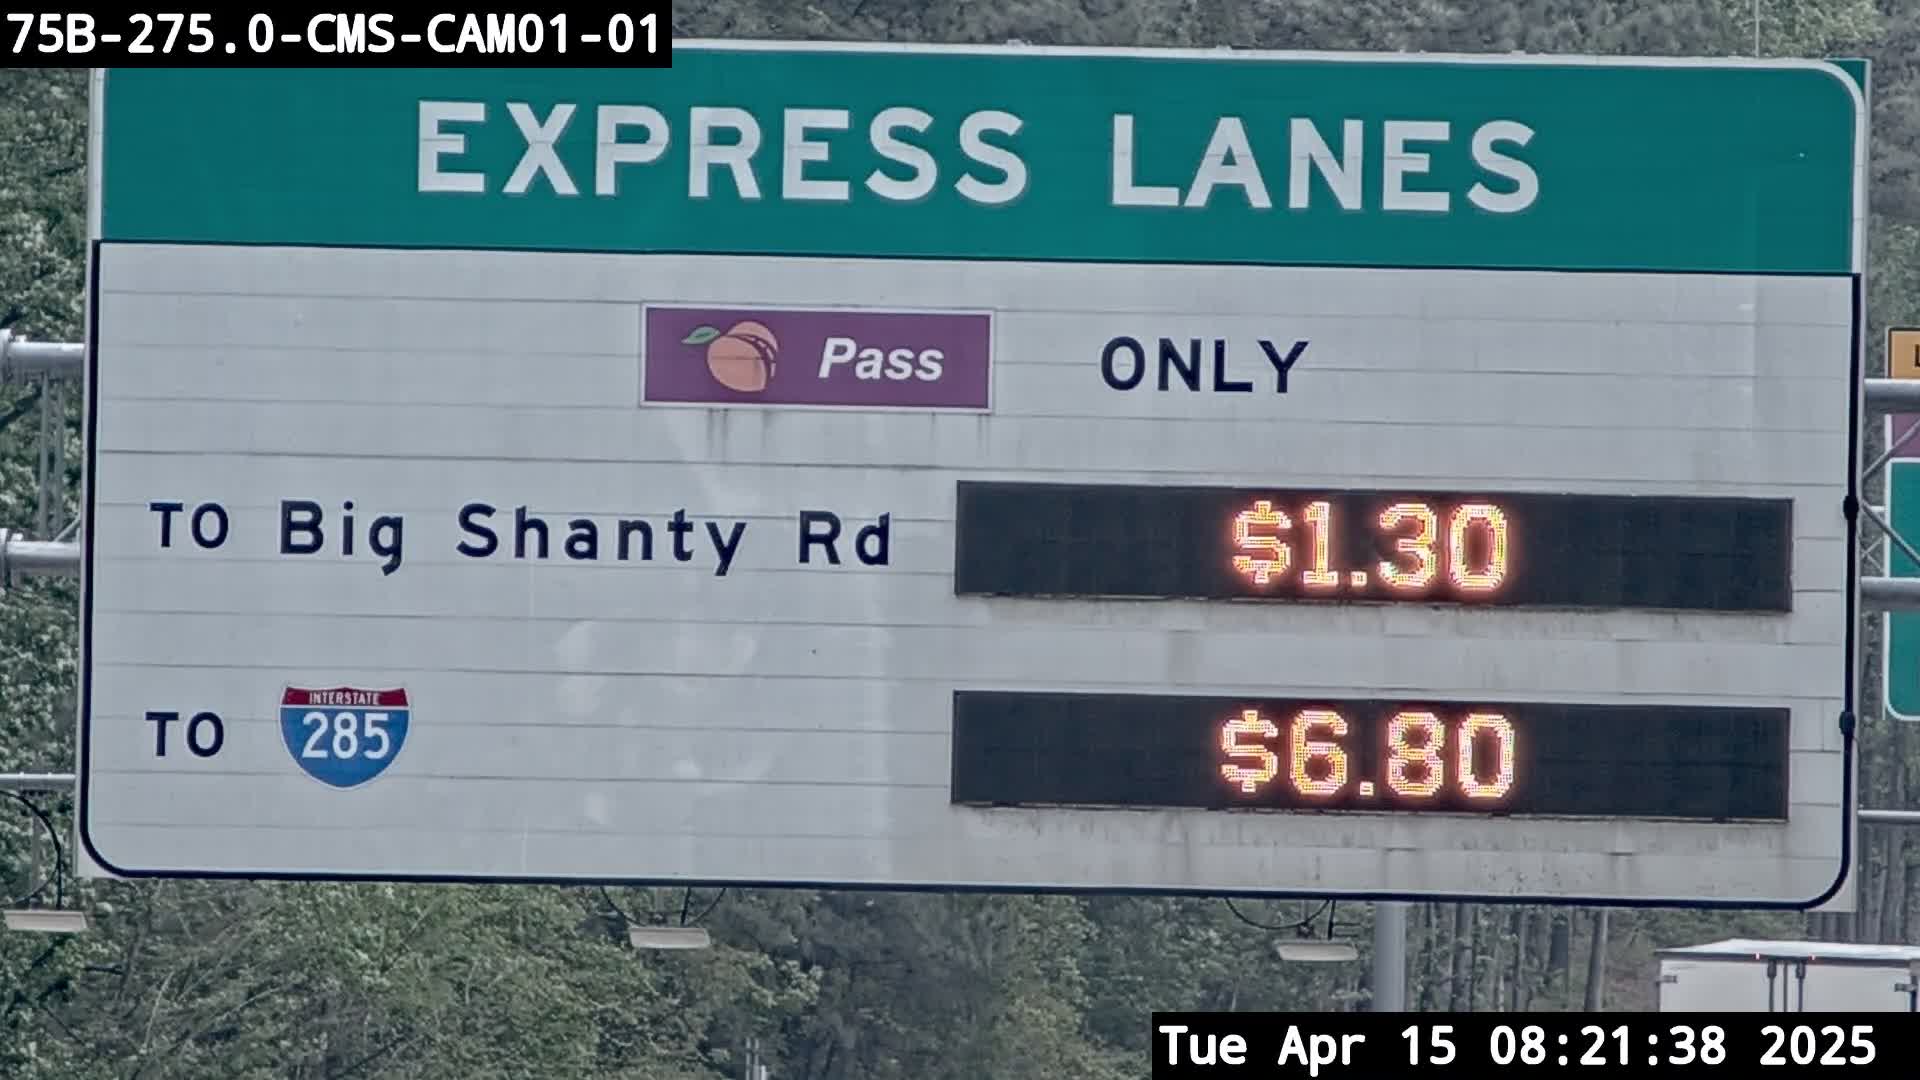 75B-275.0-CMS-CAM01-01
EXPRESS LANES
Pass ONLY
TO Big Shanty Rd $1.30
INTERSTATE
TO 285 $6.80
Tue Apr 15 08:21:38 2025